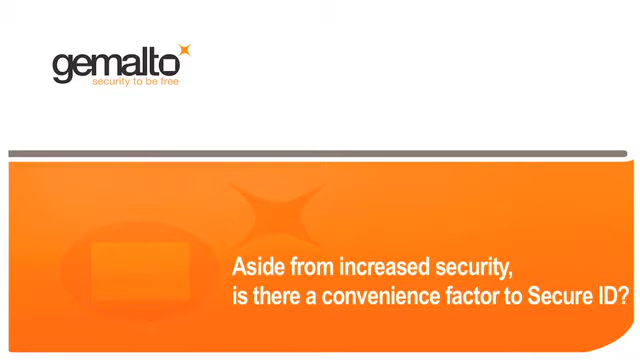 gemalto
security to be free
Aside from increased security,
is there a convenience factor to Secure ID?